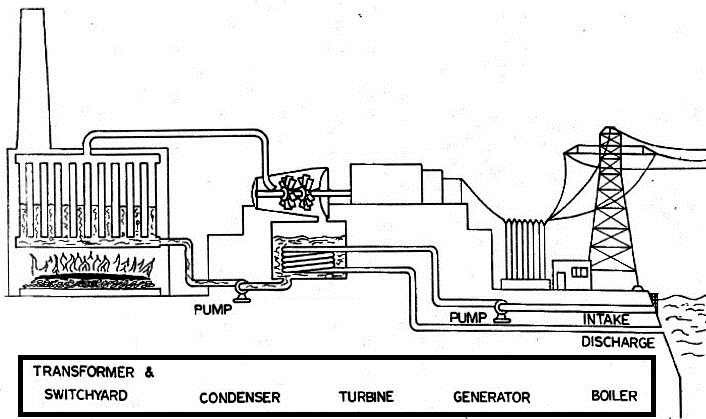 PUMP
PUMP
INTAKE
DISCHARGE
TRANSFORMER &
SWITCHYARD CONDENSER TURBINE GENERATOR BOILER